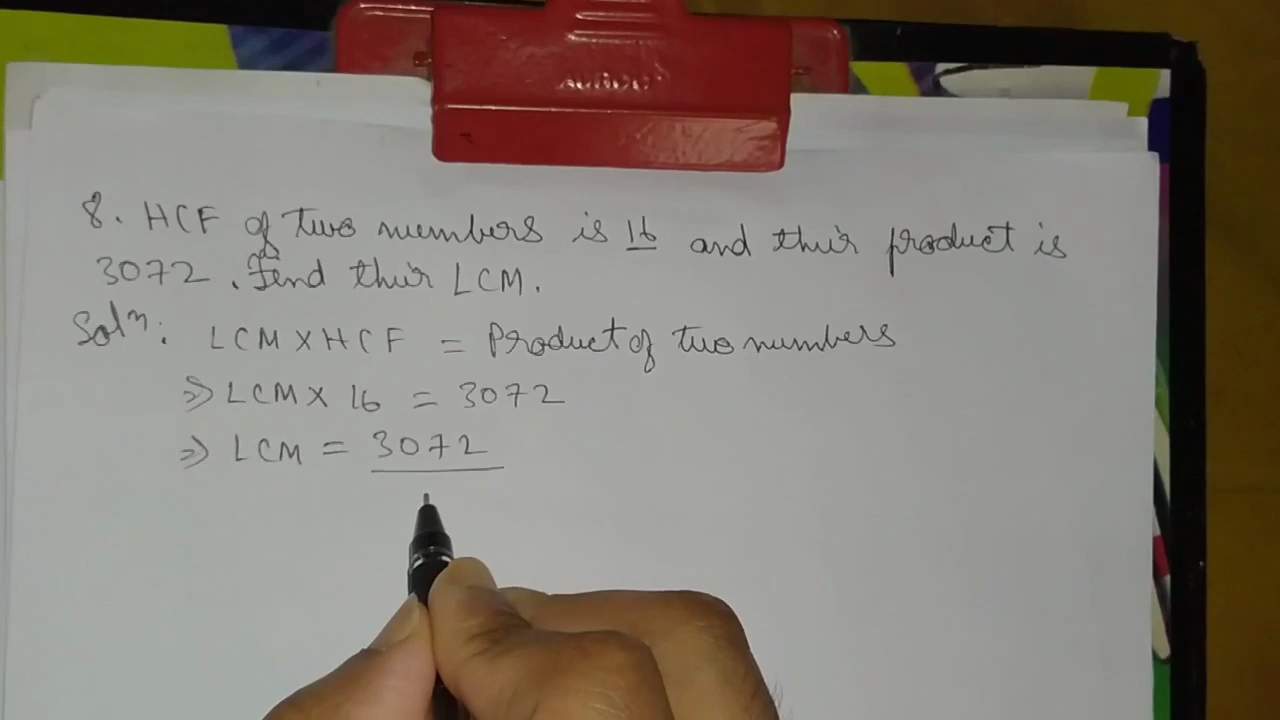 8. HCF of two numbers is 16 and their product is
3072. Find their LCM.
Solⁿ: LCM X HCF = Product of two numbers
⇒ LCM X 16 = 3072
⇒ LCM = 3072